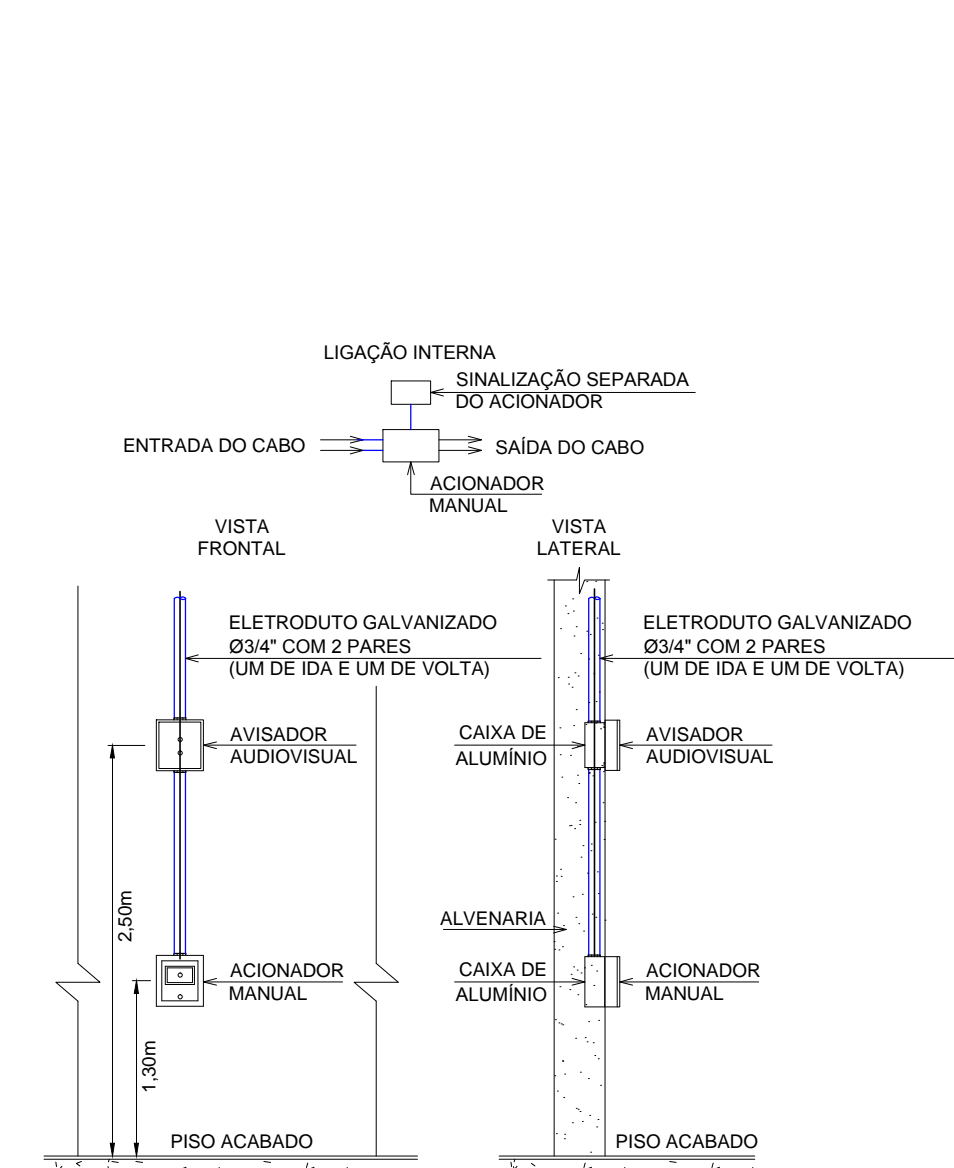 LIGAÇÃO INTERNA
SINALIZAÇÃO SEPARADA
DO ACIONADOR
ENTRADA DO CABO
SAÍDA DO CABO
ACIONADOR
MANUAL
VISTA
FRONTAL
VISTA
LATERAL
ELETRODUTO GALVANIZADO
Ø3/4" COM 2 PARES
(UM DE IDA E UM DE VOLTA)
ELETRODUTO GALVANIZADO
Ø3/4" COM 2 PARES
(UM DE IDA E UM DE VOLTA)
AVISADOR
AUDIOVISUAL
CAIXA DE
ALUMÍNIO
AVISADOR
AUDIOVISUAL
2,50m
ALVENARIA
ACIONADOR
MANUAL
CAIXA DE
ALUMÍNIO
ACIONADOR
MANUAL
1,30m
PISO ACABADO
PISO ACABADO